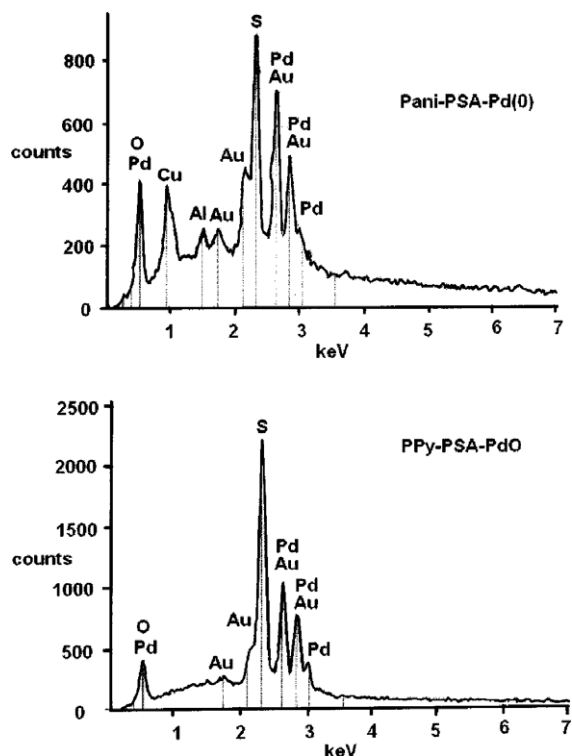 S
800
Pd
Au
Pani-PSA-Pd(0)
600
O
Pd
Cu
Au
Pd
Au
counts
400
Al
Au
Pd
200
0
1
2
3
4
5
6
7
keV
2500
S
PPy-PSA-PdO
2000
1500
counts
Pd
Au
1000
Pd
Au
O
Pd
Au
Au
Pd
500
0
1
2
3
4
5
6
7
keV